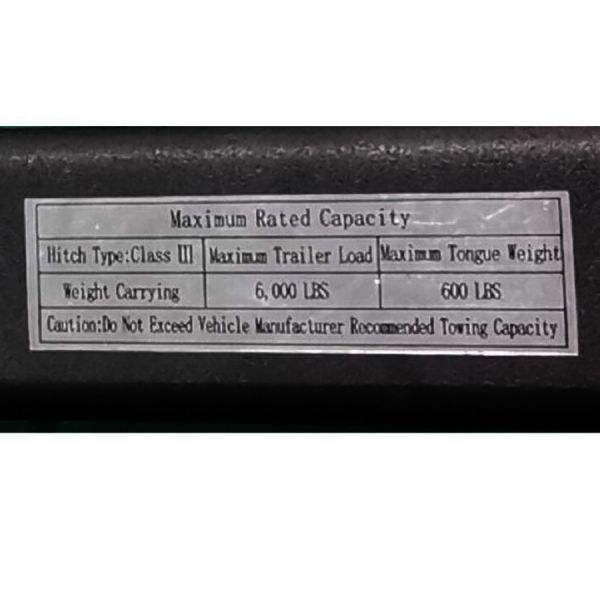 Maximum Rated Capacity
Hitch Type:Class III Maximum Trailer Load Maximum Tongue Weight
Weight Carrying 6,000 LBS 600 LBS
Caution:Do Not Exceed Vehicle Manufacturer Recommended Towing Capacity